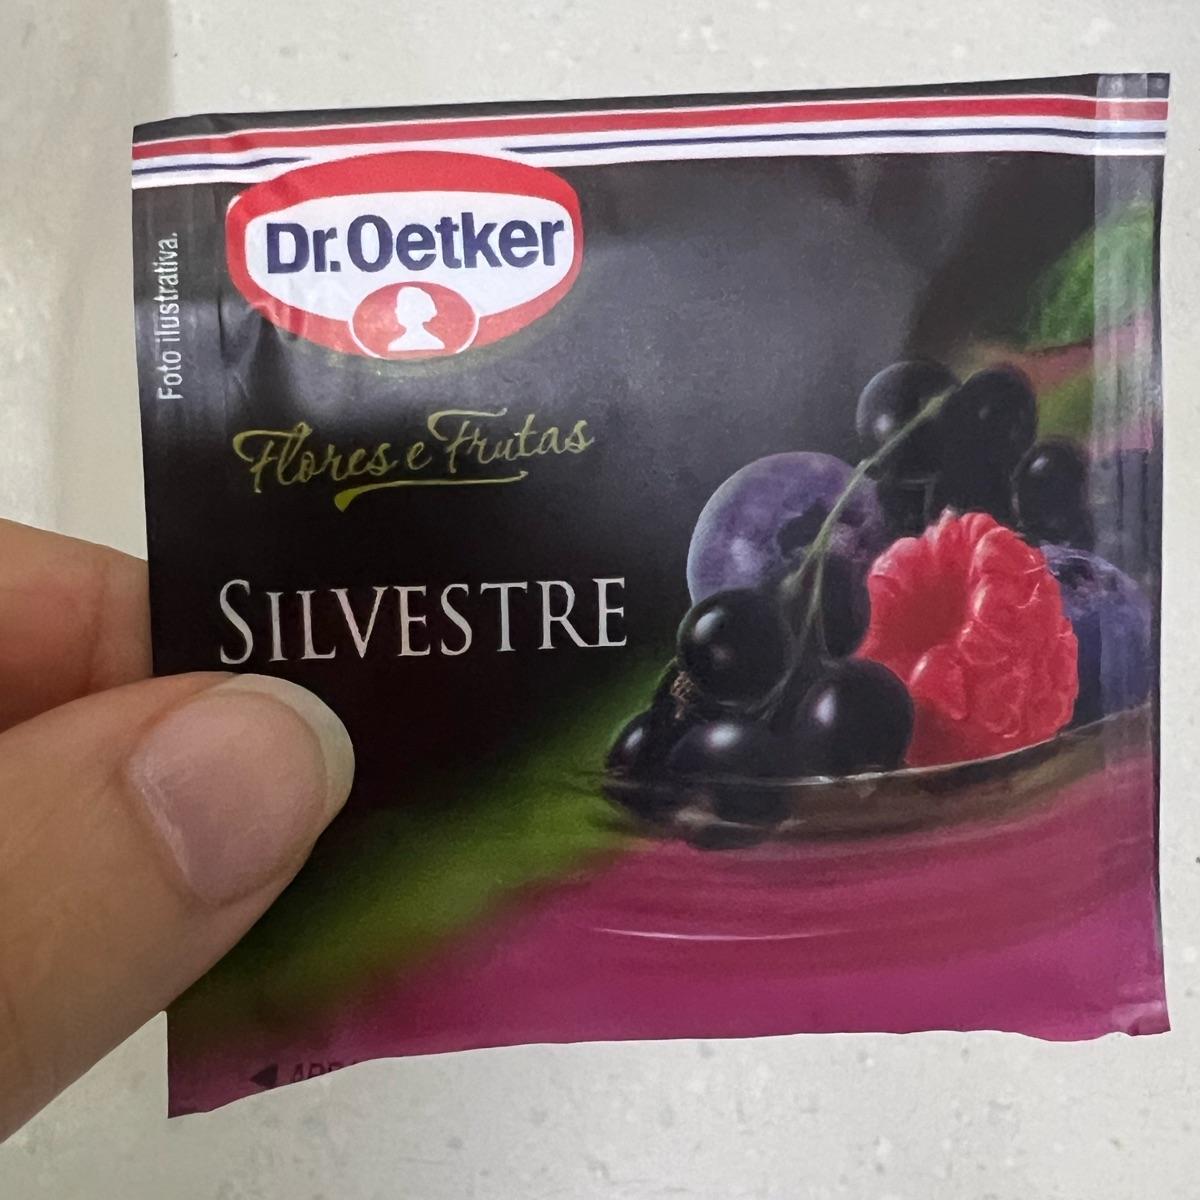 Dr.Oetker
Foto ilustrativa.
Flores e Frutas
SILVESTRE